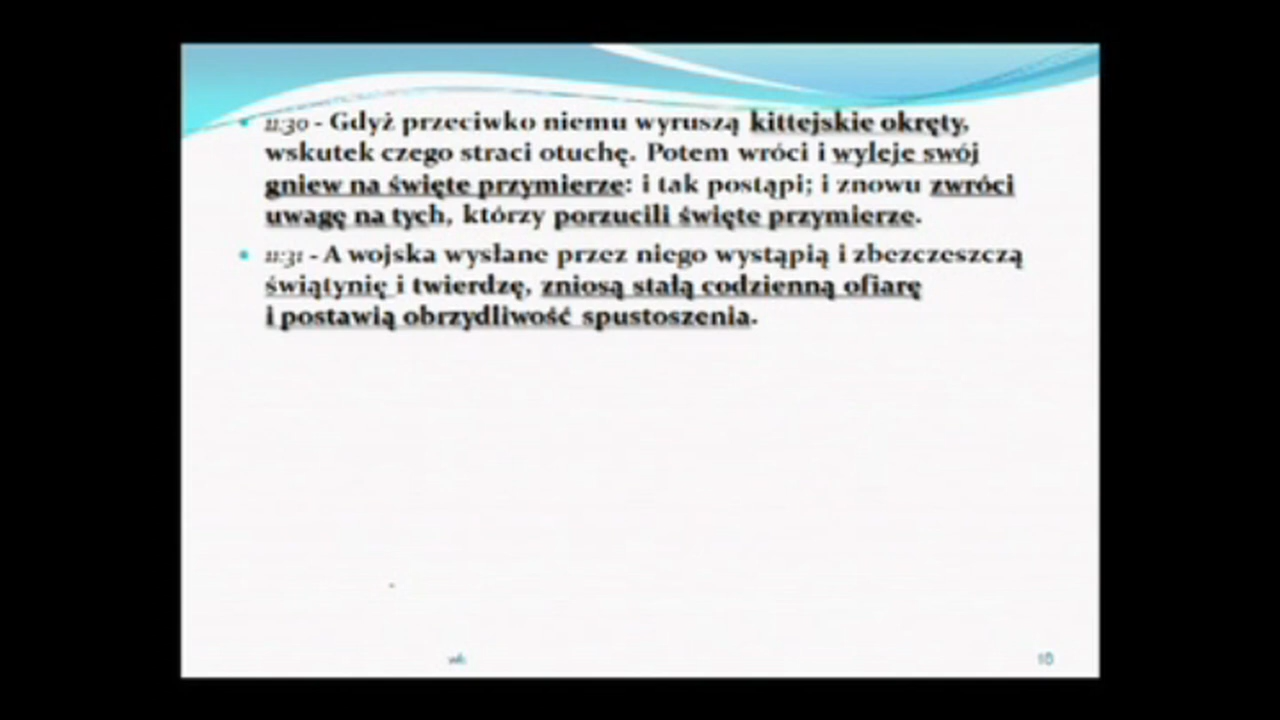 • 11:30 - Gdyż przeciwko niemu wyruszą kittejskie okręty,
wskutek czego straci otuchę. Potem wróci i wyleje swój
gniew na święte przymierze: i tak postąpi; i znowu zwróci
uwagę na tych, którzy porzucili święte przymierze.
• 11:31 - A wojska wysłane przez niego wystąpią i zbezczeszczą
świątynię i twierdzę, zniosą stałą codzienną ofiarę
i postawią obrzydliwość spustoszenia.